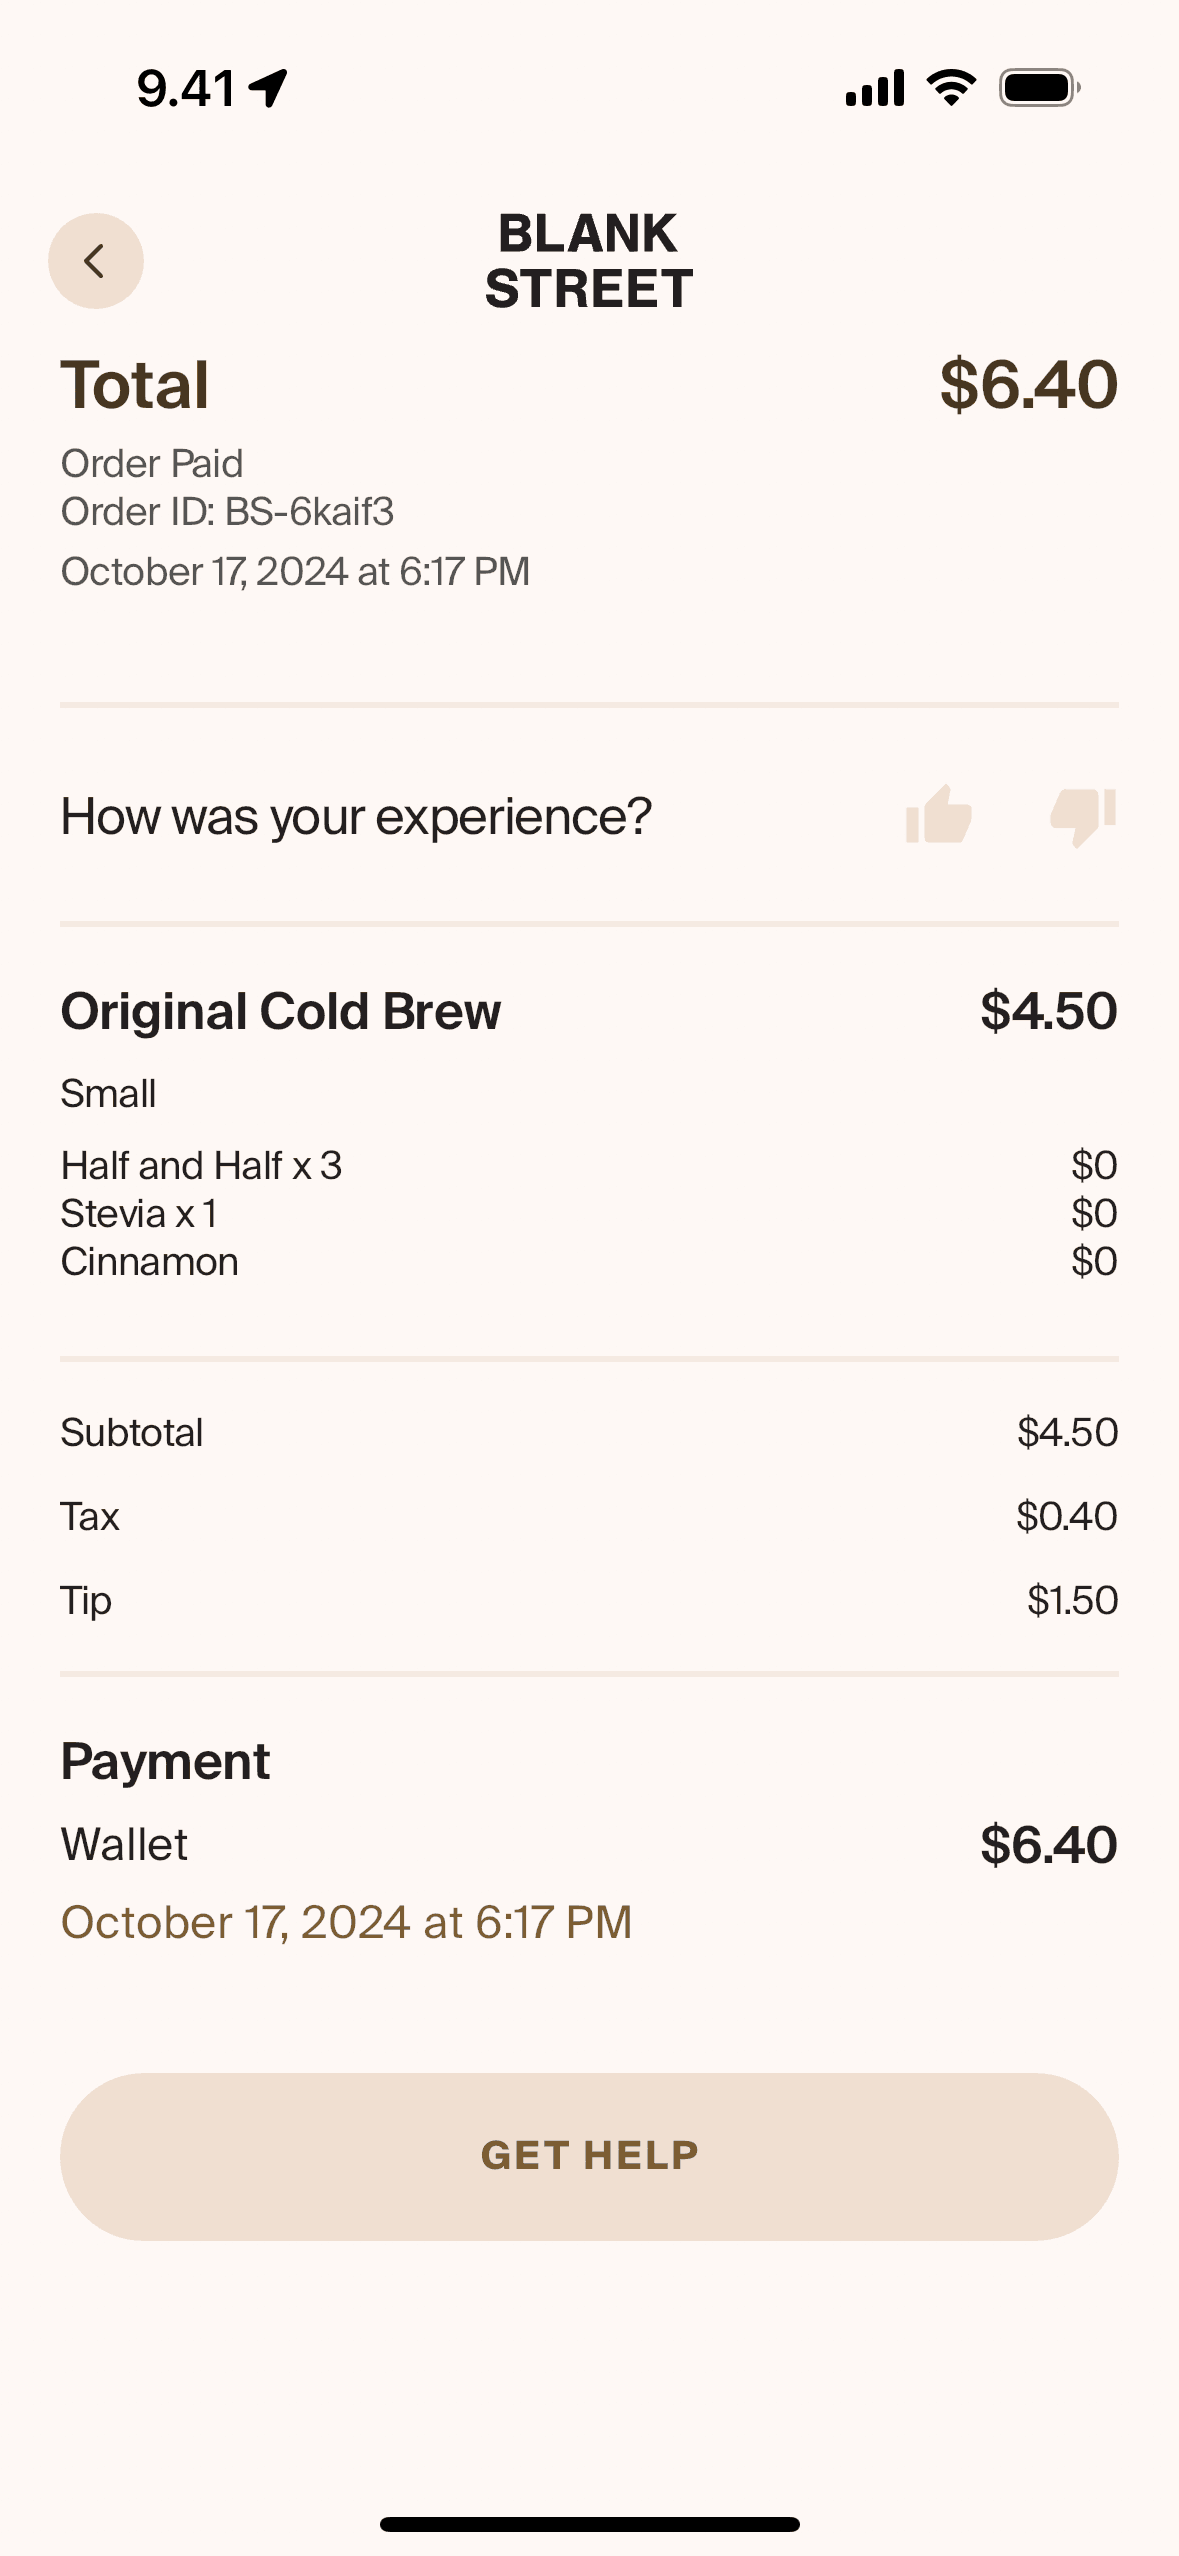 9.41
BLANK
STREET
Total $6.40
Order Paid
Order ID: BS-6kaif3
October 17, 2024 at 6:17 PM
How was your experience?
Original Cold Brew $4.50
Small
Half and Half x 3 $0
Stevia x 1 $0
Cinnamon $0
Subtotal $4.50
Tax $0.40
Tip $1.50
Payment
Wallet $6.40
October 17, 2024 at 6:17 PM
GET HELP